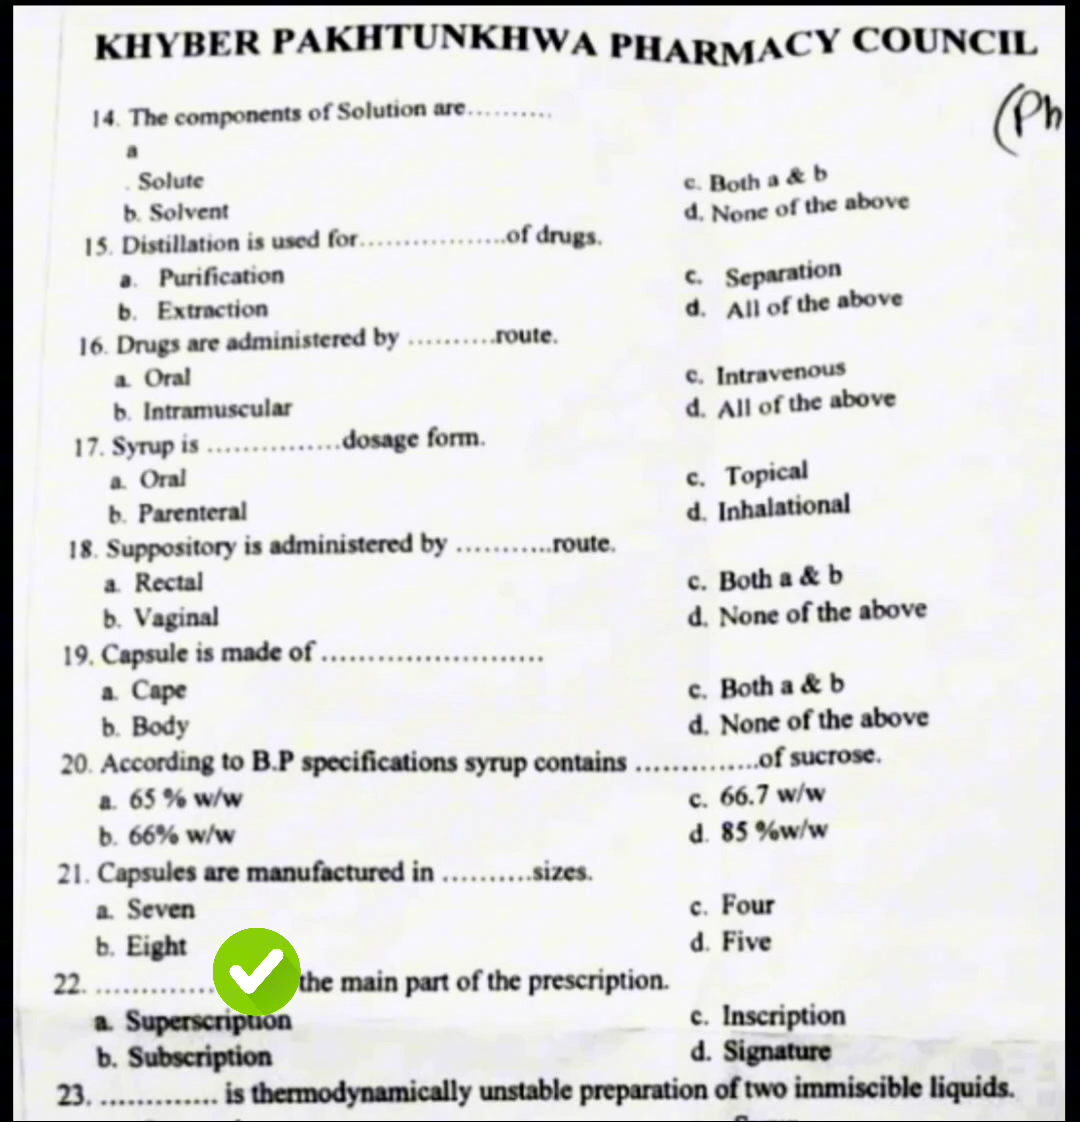 KHYBER PAKHTUNKHWA PHARMACY COUNCIL
(Ph
14. The components of Solution are..........
a
. Solute
c. Both a & b
b. Solvent
d. None of the above
15. Distillation is used for................of drugs.
a. Purification
c. Separation
b. Extraction
d. All of the above
16. Drugs are administered by ..........route.
a. Oral
c. Intravenous
b. Intramuscular
d. All of the above
17. Syrup is ...............dosage form.
a. Oral
c. Topical
b. Parenteral
d. Inhalational
18. Suppository is administered by ...........route.
a. Rectal
c. Both a & b
b. Vaginal
d. None of the above
19. Capsule is made of ........................
a. Cape
c. Both a & b
b. Body
d. None of the above
20. According to B.P specifications syrup contains ..............of sucrose.
a. 65 % w/w
c. 66.7 w/w
b. 66% w/w
d. 85 %w/w
21. Capsules are manufactured in ..........sizes.
a. Seven
c. Four
b. Eight
d. Five
22. ............. the main part of the prescription.
a. Superscription
c. Inscription
b. Subscription
d. Signature
23. ............. is thermodynamically unstable preparation of two immiscible liquids.